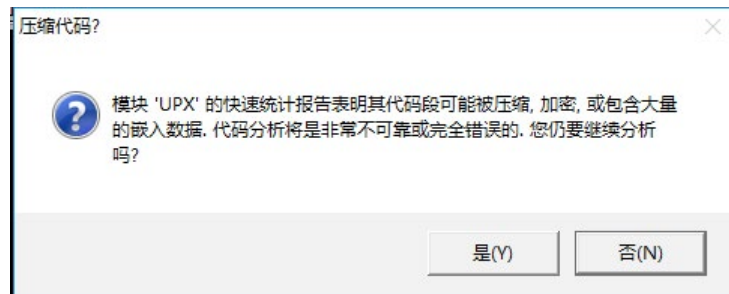 压缩代码?
模块 'UPX' 的快速统计报告表明其代码段可能被压缩, 加密, 或包含大量
的嵌入数据. 代码分析将是非常不可靠或完全错误的. 您仍要继续分析
吗?
是(Y)
否(N)